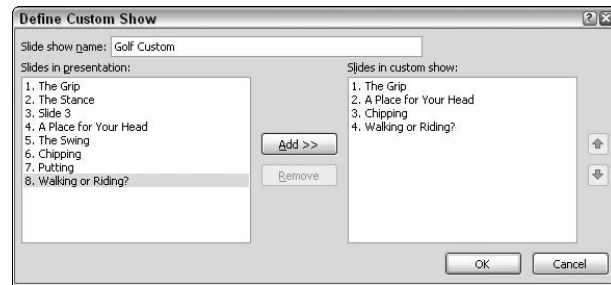 Define Custom Show
Slide show name: Golf Custom
Slides in presentation:
1. The Grip
2. The Stance
3. Slide 3
4. A Place for Your Head
5. The Swing
6. Chipping
7. Putting
8. Walking or Riding?
Add >>
Remove
Slides in custom show:
1. The Grip
2. A Place for Your Head
3. Chipping
4. Walking or Riding?
OK
Cancel